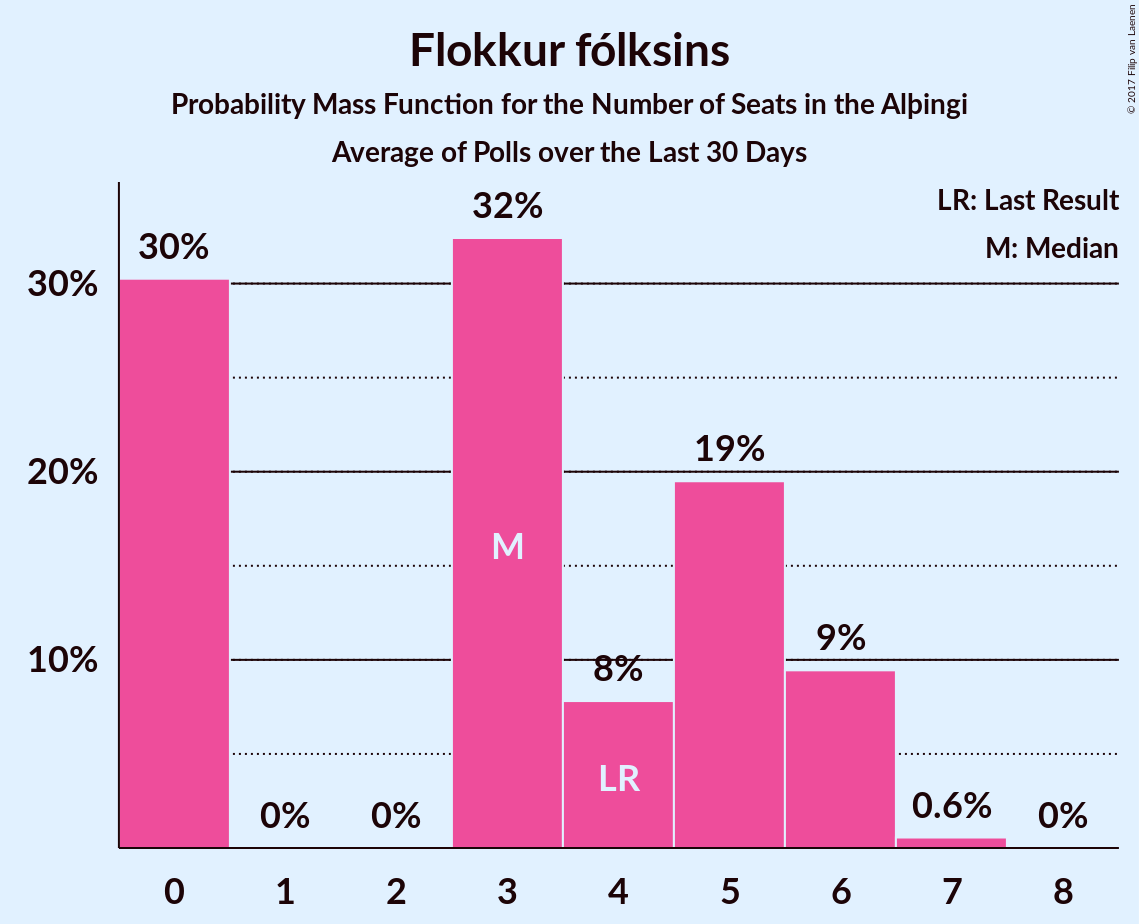 Flokkur fólksins
Probability Mass Function for the Number of Seats in the Alþingi
Average of Polls over the Last 30 Days
© 2017 Filip van Laenen
LR: Last Result
M: Median
30%
20%
10%
30%
0%
0%
32%
8%
19%
9%
0.6%
0%
M
LR
0 1 2 3 4 5 6 7 8